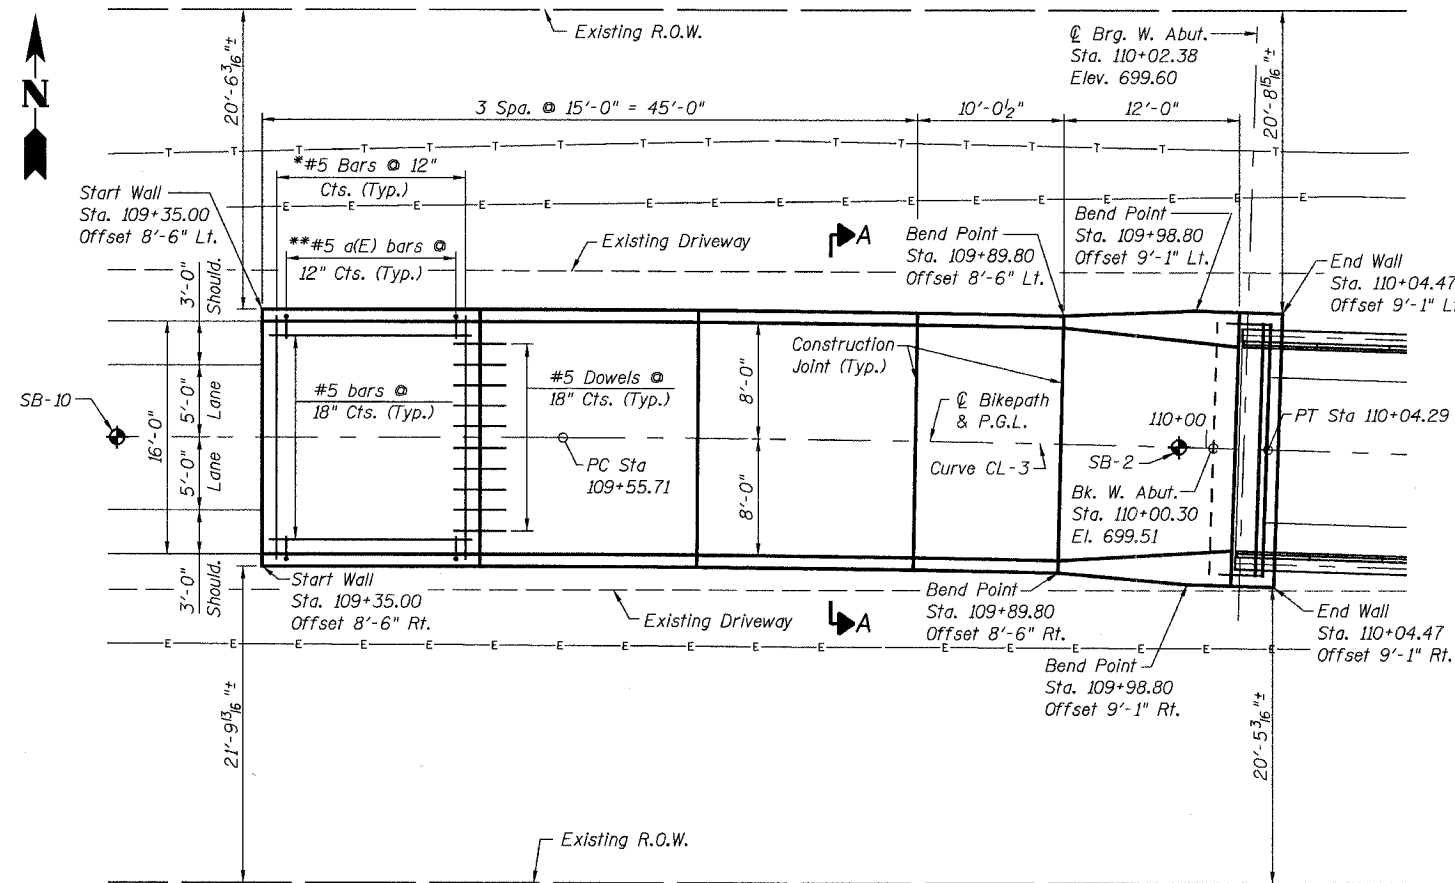 Existing R.O.W.
℄ Brg. W. Abut.
Sta. 110+02.38
Elev. 699.60
N
20'-6 3/16"±
20'-8 15/16"±
3 Spa. @ 15'-0" = 45'-0"
10'-0 1/2"
12'-0"
T T T T T T T T T T T T T T T T T T
*#5 Bars @ 12"
Cts. (Typ.)
Start Wall
Sta. 109+35.00
Offset 8'-6" Lt.
E E E E E E E E E E E E E E E E
**#5 a(E) bars @
12" Cts. (Typ.)
Existing Driveway
A
Bend Point
Sta. 109+89.80
Offset 8'-6" Lt.
Bend Point
Sta. 109+98.80
Offset 9'-1" Lt.
End Wall
Sta. 110+04.47
Offset 9'-1" Lt.
3'-0"
Should.
5'-0"
Lane
16'-0"
5'-0"
Lane
3'-0"
Should.
SB-10
#5 bars @
18" Cts. (Typ.)
#5 Dowels @
18" Cts. (Typ.)
8'-0"
8'-0"
Construction
Joint (Typ.)
℄ Bikepath
& P.G.L.
Curve CL-3
110+00
SB-2
PT Sta 110+04.29
PC Sta
109+55.71
Bk. W. Abut.
Sta. 110+00.30
El. 699.51
Start Wall
Sta. 109+35.00
Offset 8'-6" Rt.
Existing Driveway
A
Bend Point
Sta. 109+89.80
Offset 8'-6" Rt.
End Wall
Sta. 110+04.47
Offset 9'-1" Rt.
E E E E E E E E E E E E E E E E E
Bend Point
Sta. 109+98.80
Offset 9'-1" Rt.
21'-9 13/16"±
20'-5 3/16"±
Existing R.O.W.